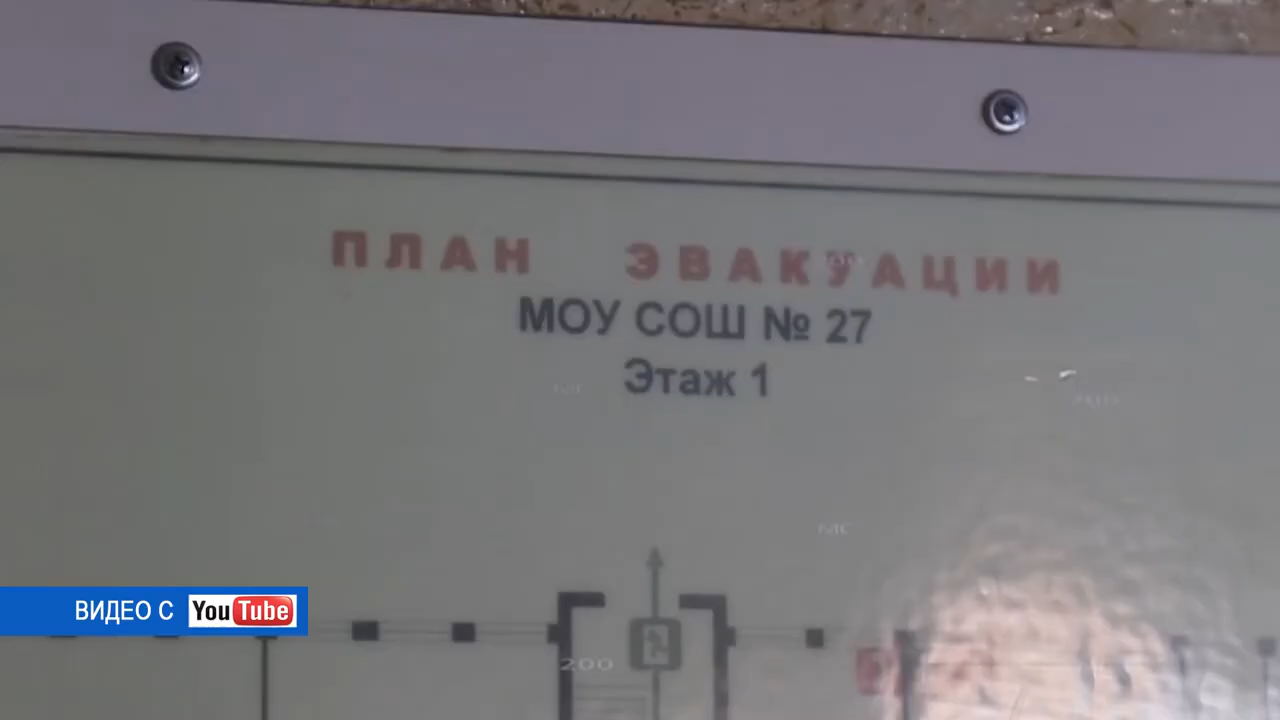 ПЛАН ЭВАКУАЦИИ
МОУ СОШ № 27
Этаж 1
ВИДЕО С YouTube
200